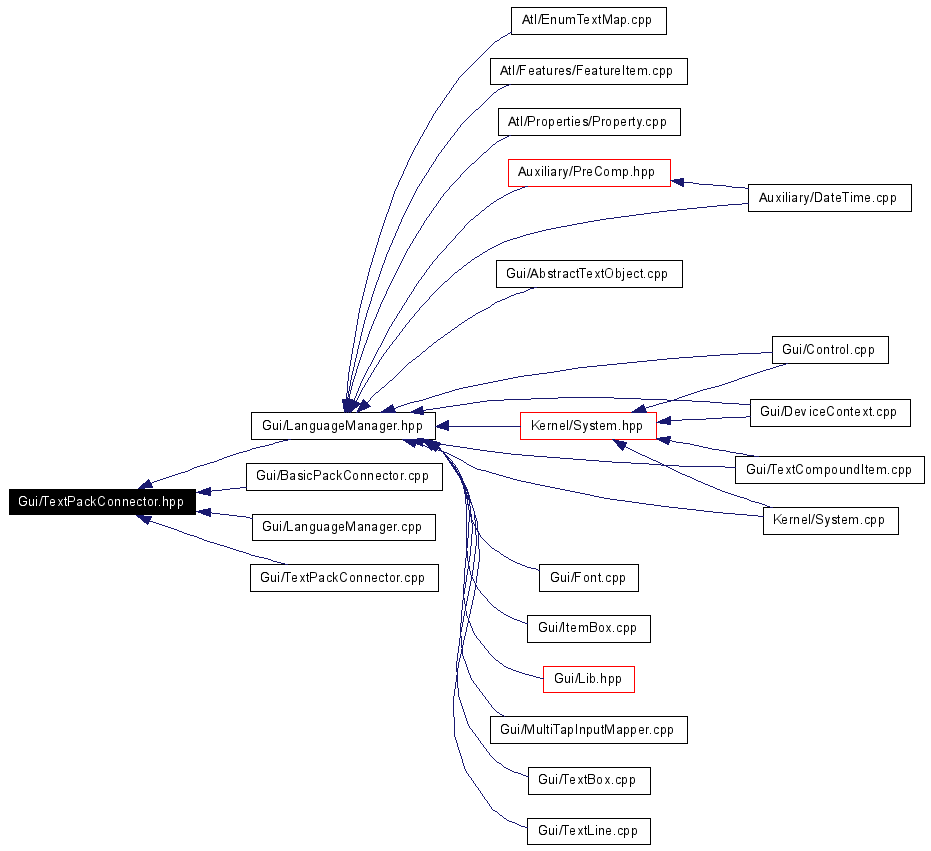 Atl/EnumTextMap.cpp
Atl/Features/FeatureItem.cpp
Atl/Properties/Property.cpp
Auxiliary/PreComp.hpp
Auxiliary/DateTime.cpp
Gui/AbstractTextObject.cpp
Gui/Control.cpp
Gui/DeviceContext.cpp
Gui/LanguageManager.hpp
Kernel/System.hpp
Gui/TextCompoundItem.cpp
Gui/BasicPackConnector.cpp
Gui/TextPackConnector.hpp
Kernel/System.cpp
Gui/LanguageManager.cpp
Gui/TextPackConnector.cpp
Gui/Font.cpp
Gui/ItemBox.cpp
Gui/Lib.hpp
Gui/MultiTapInputMapper.cpp
Gui/TextBox.cpp
Gui/TextLine.cpp